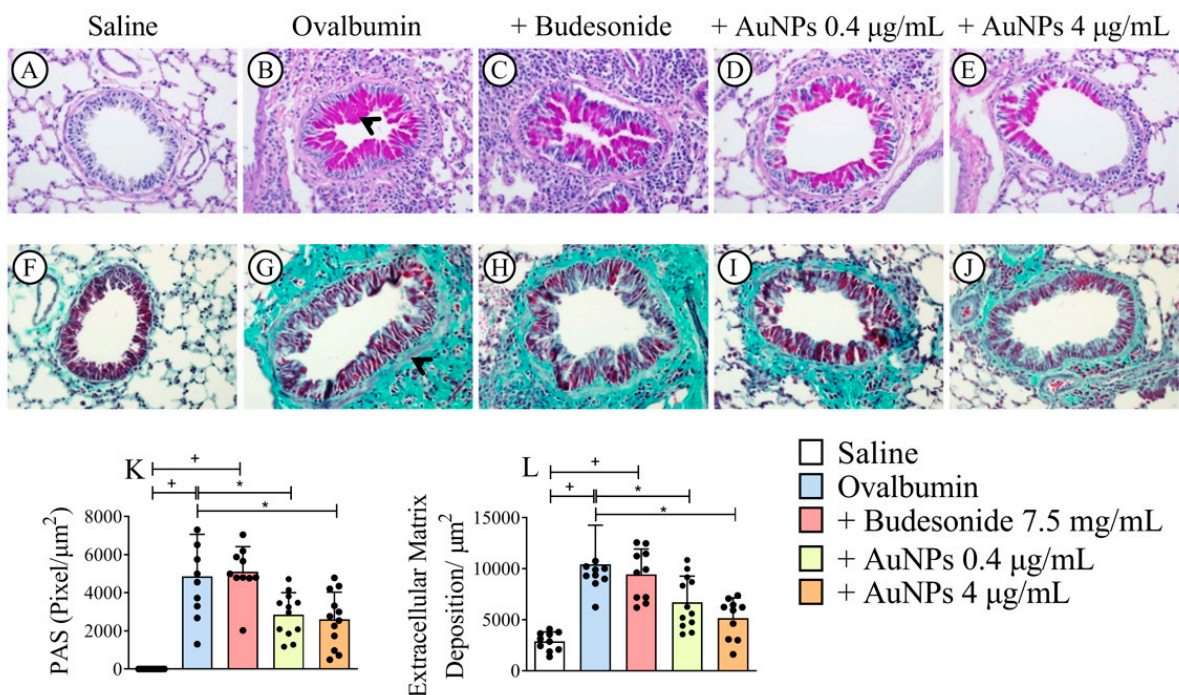 Saline Ovalbumin + Budesonide + AuNPs 0.4 μg/mL + AuNPs 4 μg/mL
A B C D E
F G H I J
K
+
+ *
*
PAS (Pixel/μm²)
8000
6000
4000
2000
0
L
+
+ *
*
Extracellular Matrix
Deposition/ μm²
15000
10000
5000
0
Saline
Ovalbumin
+ Budesonide 7.5 mg/mL
+ AuNPs 0.4 μg/mL
+ AuNPs 4 μg/mL